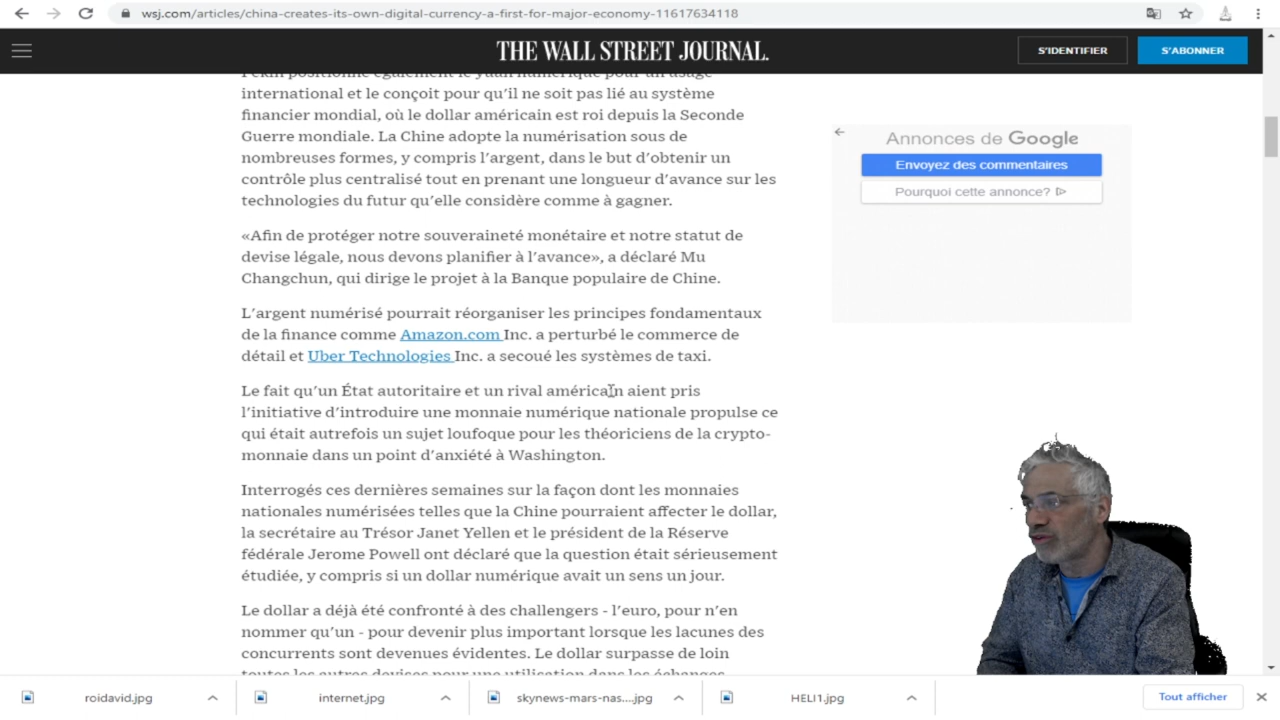 wsj.com/articles/china-creates-its-own-digital-currency-a-first-for-major-economy-11617634118
THE WALL STREET JOURNAL.
S'IDENTIFIER
S'ABONNER
Pékin positionne également le yuan numérique pour un usage
international et le conçoit pour qu'il ne soit pas lié au système
financier mondial, où le dollar américain est roi depuis la Seconde
Guerre mondiale. La Chine adopte la numérisation sous de
nombreuses formes, y compris l'argent, dans le but d'obtenir un
contrôle plus centralisé tout en prenant une longueur d'avance sur les
technologies du futur qu'elle considère comme à gagner.
«Afin de protéger notre souveraineté monétaire et notre statut de
devise légale, nous devons planifier à l'avance», a déclaré Mu
Changchun, qui dirige le projet à la Banque populaire de Chine.
L'argent numérisé pourrait réorganiser les principes fondamentaux
de la finance comme Amazon.com Inc. a perturbé le commerce de
détail et Uber Technologies Inc. a secoué les systèmes de taxi.
Le fait qu'un État autoritaire et un rival américain aient pris
l'initiative d'introduire une monnaie numérique nationale propulse ce
qui était autrefois un sujet loufoque pour les théoriciens de la crypto-
monnaie dans un point d'anxiété à Washington.
Interrogés ces dernières semaines sur la façon dont les monnaies
nationales numérisées telles que la Chine pourraient affecter le dollar,
la secrétaire au Trésor Janet Yellen et le président de la Réserve
fédérale Jerome Powell ont déclaré que la question était sérieusement
étudiée, y compris si un dollar numérique avait un sens un jour.
Le dollar a déjà été confronté à des challengers - l'euro, pour n'en
nommer qu'un - pour devenir plus important lorsque les lacunes des
concurrents sont devenues évidentes. Le dollar surpasse de loin
toutes les autres devises pour une utilisation dans les échanges
Annonces de Google
Envoyez des commentaires
Pourquoi cette annonce?
roidavid.jpg
internet.jpg
skynews-mars-nas....jpg
HELI1.jpg
Tout afficher